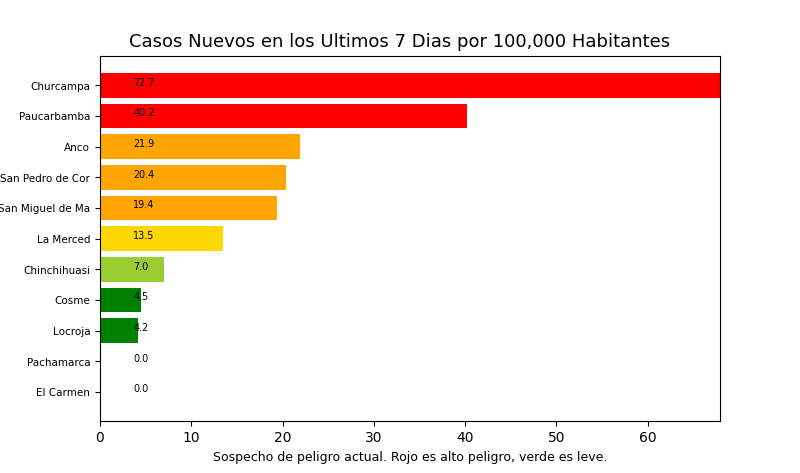 Casos Nuevos en los Ultimos 7 Dias por 100,000 Habitantes
Churcampa 72.7
Paucarbamba 40.2
Anco 21.9
San Pedro de Cor 20.4
San Miguel de Ma 19.4
La Merced 13.5
Chinchihuasi 7.0
Cosme 4.5
Locroja 4.2
Pachamarca 0.0
El Carmen 0.0
0 10 20 30 40 50 60
Sospecho de peligro actual. Rojo es alto peligro, verde es leve.